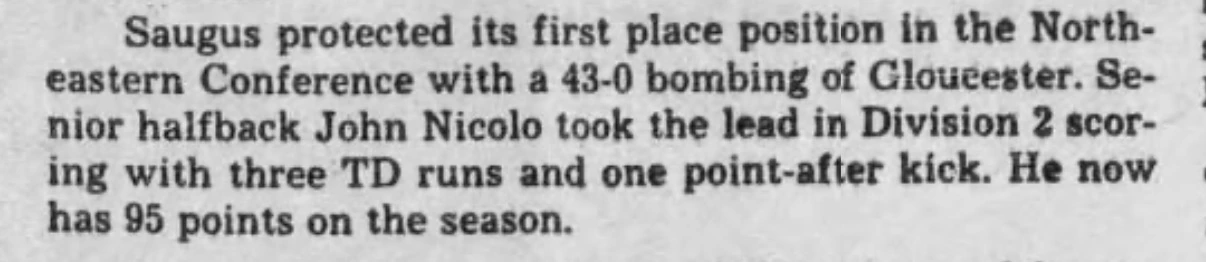 Saugus protected its first place position in the North-
eastern Conference with a 43-0 bombing of Gloucester. Se-
nior halfback John Nicolo took the lead in Division 2 scor-
ing with three TD runs and one point-after kick. He now
has 95 points on the season.